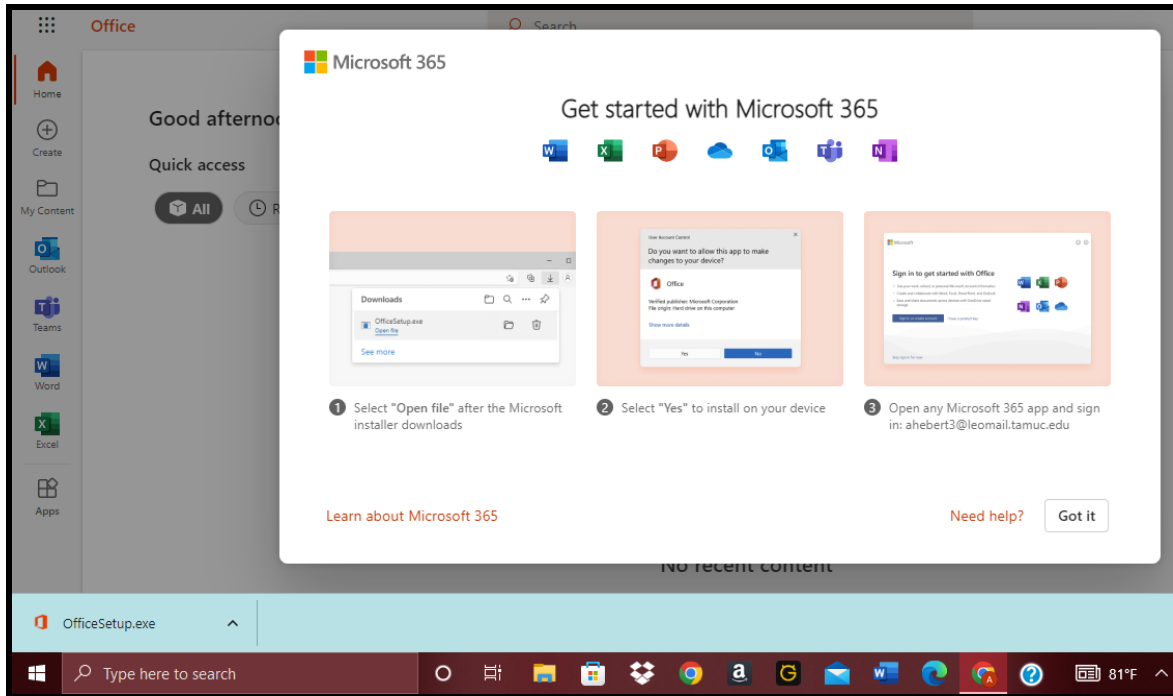 Office
Search
Home
Create
My Content
Outlook
Teams
Word
Excel
Apps
Good afterno
Quick access
All
R
Microsoft 365
Get started with Microsoft 365
Downloads
OfficeSetup.exe
Open file
See more
User Account Control
Do you want to allow this app to make
changes to your device?
Office
Verified publisher: Microsoft Corporation
File origin: Hard drive on this computer
Show more details
Yes
No
Microsoft
Sign in to get started with Office
1 Select "Open file" after the Microsoft
installer downloads
2 Select "Yes" to install on your device
3 Open any Microsoft 365 app and sign
in: ahebert3@leomail.tamuc.edu
Learn about Microsoft 365
Need help?
Got it
No recent content
OfficeSetup.exe
Type here to search
81°F